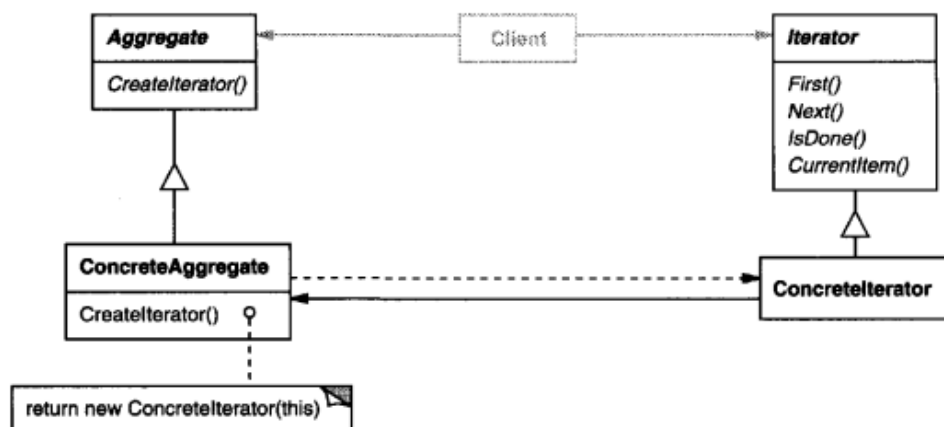 Aggregate
CreateIterator()
Client
Iterator
First()
Next()
IsDone()
CurrentItem()
ConcreteAggregate
CreateIterator()
ConcreteIterator
return new ConcreteIterator(this)